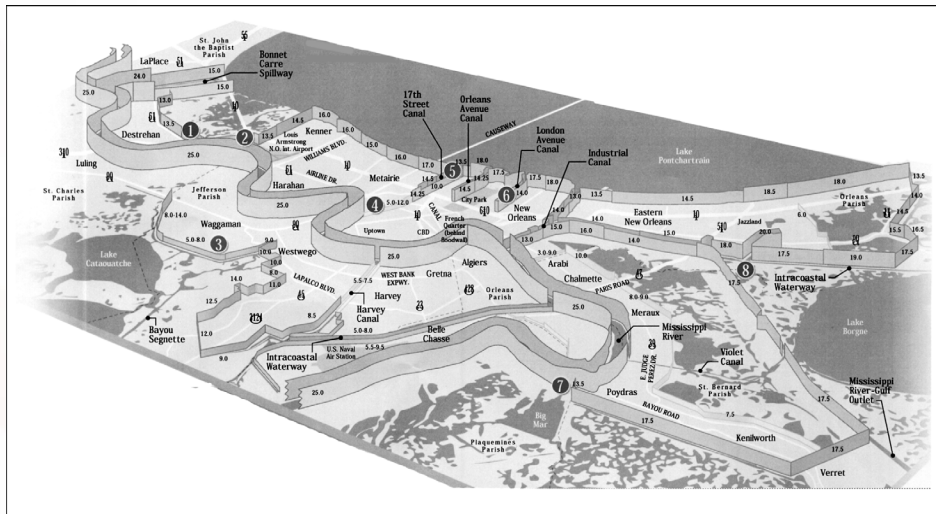 St. John
the Baptist
Parish
LaPlace
Bonnet
Carre
Spillway
24.0
15.0
25.0
15.0
13.0
13.5
Destrehan
1
2
13.5
14.5
16.0
Louis
Armstrong
N.O. Int. Airport
Kenner
WILLIAMS BLVD.
AIRLINE DR.
16.0
15.0
16.0
17.0
17th
Street
Canal
Orleans
Avenue
Canal
CAUSEWAY
London
Avenue
Canal
Industrial
Canal
Lake
Pontchartrain
13.5
18.0
5
14.5
10.0
14.25
17.5
14.5
14.25
City Park
6
14.0
17.5
18.0
13.0
14.0
13.5
14.5
18.5
18.0
13.5
Luling
25.0
Harahan
Metairie
4
5.0-12.0
CANAL
French
Quarter
(behind
floodwall)
New
Orleans
15.0
13.0
16.0
14.0
15.0
14.0
Eastern
New Orleans
Jazzland
6.0
Orleans
Parish
14.5
15.5
16.5
17.5
St. Charles
Parish
Jefferson
Parish
8.0-14.0
Waggaman
5.0-8.0
3
9.0
10.0
Westwego
10.0
8.0
11.0
Uptown
CBD
25.0
Algiers
3.0-9.0
10.0
Arabi
Chalmette
PARIS ROAD
18.0
20.0
17.5
19.0
8
17.5
Intracoastal
Waterway
Lake
Cataouatche
14.0
12.5
LAPALCO BLVD.
5.5-7.5
WEST BANK
EXPWY.
Gretna
Harvey
Orleans
Parish
25.0
8.0-9.0
Meraux
Mississippi
River
Lake
Borgne
Bayou
Segnette
12.0
9.0
8.5
Harvey
Canal
5.0-8.0
Belle
Chasse
U.S. Naval
Air Station
5.5-9.5
Intracoastal
Waterway
25.0
7
13.5
E. JUDGE
PEREZ DR.
Violet
Canal
St. Bernard
Parish
17.5
Mississippi
River-Gulf
Outlet
Poydras
BAYOU ROAD
7.5
17.5
Big
Mar
Plaquemines
Parish
Kenilworth
17.5
Verret